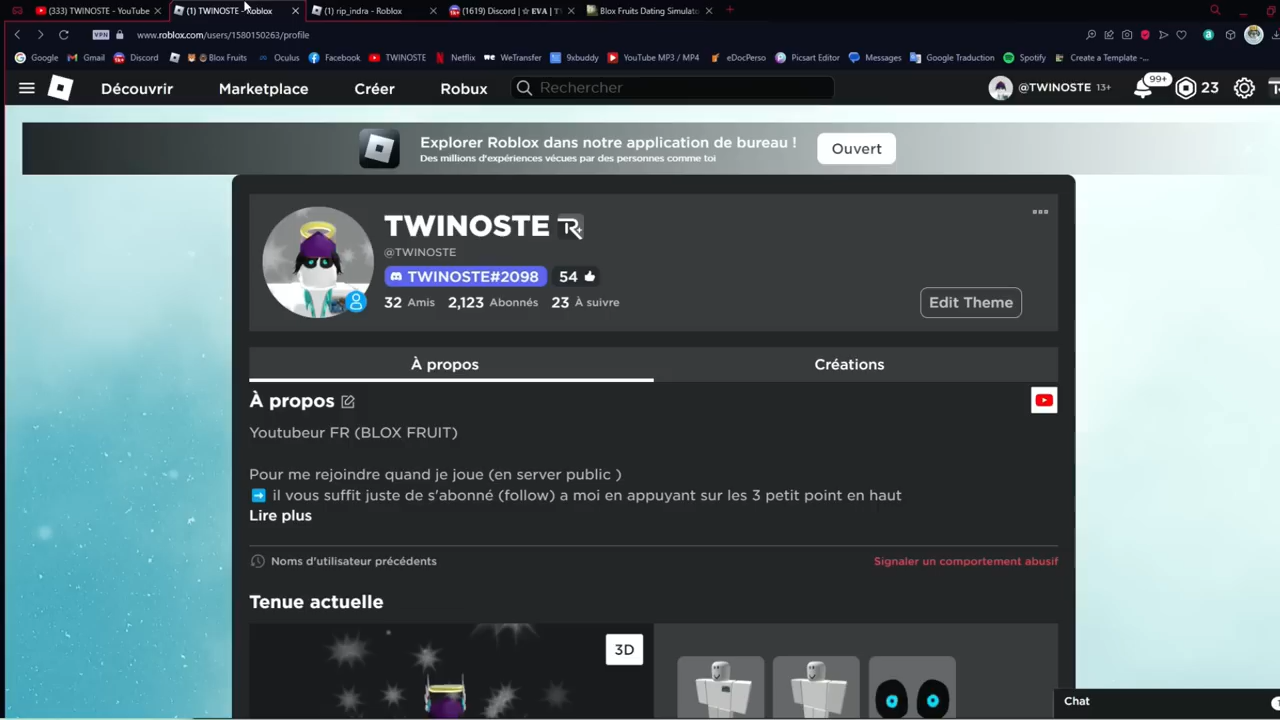 (333) TWINOSTE - YouTube
(1) TWINOSTE - Roblox
(1) rip_indra - Roblox
(1619) Discord | ☆ EVA | T
Blox Fruits Dating Simulato
VPN
www.roblox.com/users/1580150263/profile
Google
Gmail
Discord
Blox Fruits
Oculus
Facebook
TWINOSTE
Netflix
WeTransfer
9xbuddy
YouTube MP3 / MP4
eDocPerso
Picsart Editor
Messages
Google Traduction
Spotify
Create a Template -...
Découvrir
Marketplace
Créer
Robux
Rechercher
@TWINOSTE 13+
99+
23
Explorer Roblox dans notre application de bureau !
Des millions d'expériences vécues par des personnes comme toi
Ouvert
TWINOSTE
@TWINOSTE
TWINOSTE#2098
54
32 Amis 2,123 Abonnés 23 À suivre
Edit Theme
À propos
Créations
À propos
Youtubeur FR (BLOX FRUIT)
Pour me rejoindre quand je joue (en server public )
➡️ il vous suffit juste de s'abonné (follow) a moi en appuyant sur les 3 petit point en haut
Lire plus
Noms d'utilisateur précédents
Signaler un comportement abusif
Tenue actuelle
3D
Chat